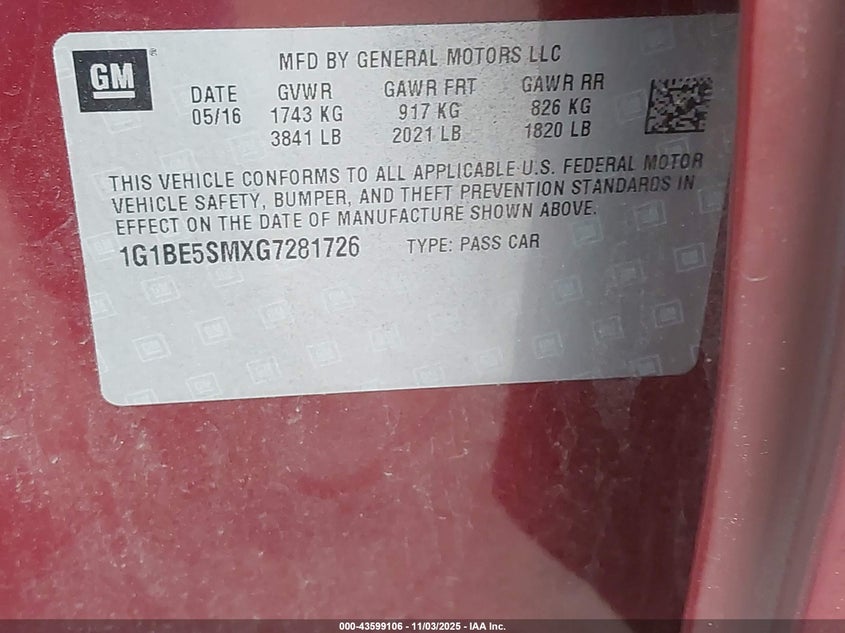 GM ®
MFD BY GENERAL MOTORS LLC
DATE GVWR GAWR FRT GAWR RR
05/16 1743 KG 917 KG 826 KG
3841 LB 2021 LB 1820 LB
THIS VEHICLE CONFORMS TO ALL APPLICABLE U.S. FEDERAL MOTOR
VEHICLE SAFETY, BUMPER, AND THEFT PREVENTION STANDARDS IN
EFFECT ON THE DATE OF MANUFACTURE SHOWN ABOVE.
1G1BE5SMXG7281726 TYPE: PASS CAR
000-43599106 - 11/03/2025 - IAA Inc.